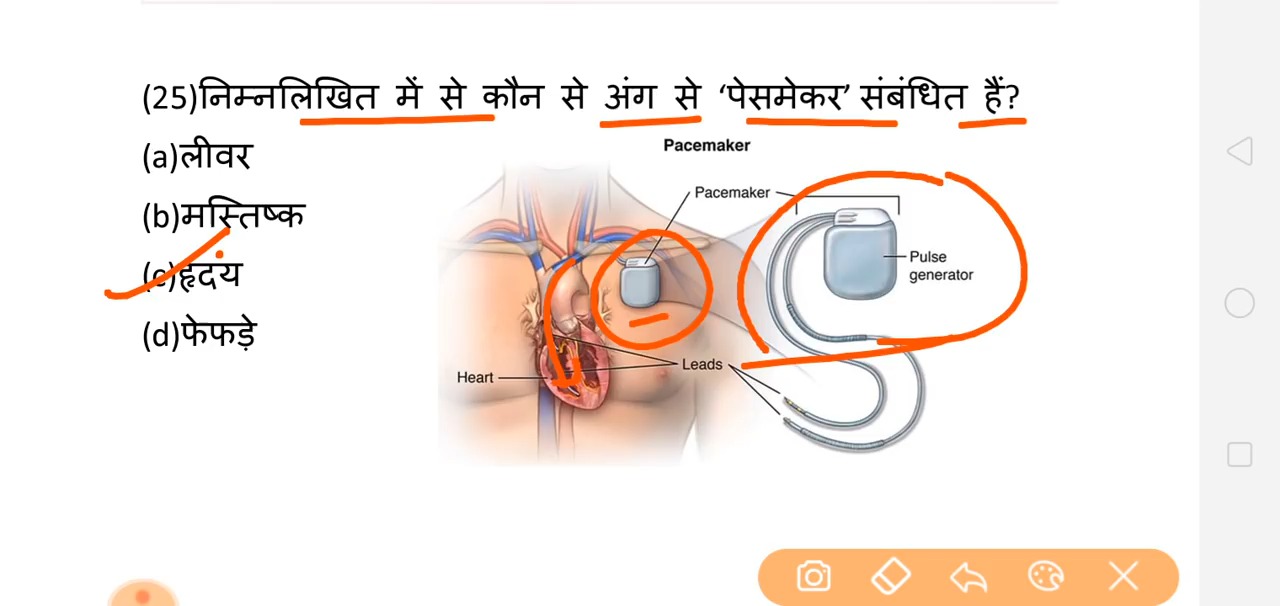 (25)निम्नलिखित में से कौन से अंग से ‘पेसमेकर’ संबंधित हैं?
(a)लीवर
(b)मस्तिष्क
(c)हृदय
(d)फेफड़े
Pacemaker
Pacemaker
Pulse
generator
Leads
Heart